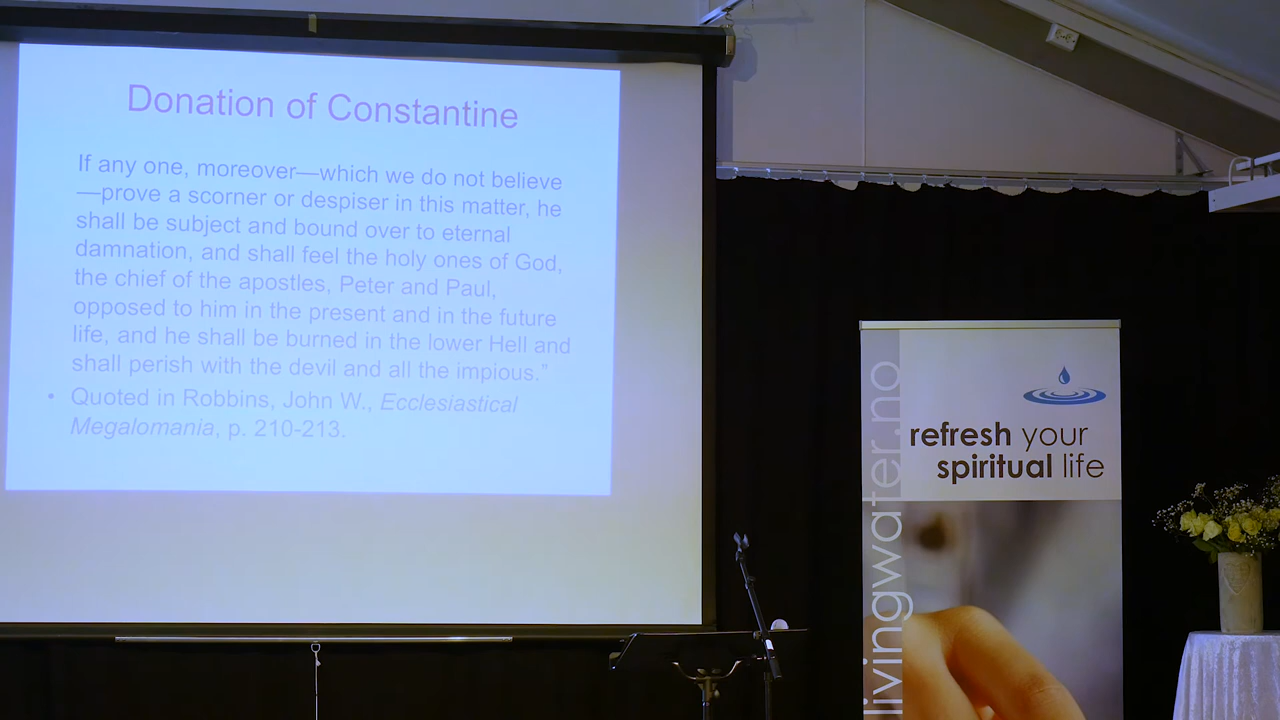 Donation of Constantine
If any one, moreover—which we do not believe
—prove a scorner or despiser in this matter, he
shall be subject and bound over to eternal
damnation, and shall feel the holy ones of God,
the chief of the apostles, Peter and Paul,
opposed to him in the present and in the future
life, and he shall be burned in the lower Hell and
shall perish with the devil and all the impious.”
• Quoted in Robbins, John W., Ecclesiastical
Megalomania, p. 210-213.
refresh your
spiritual life
livingwater.no